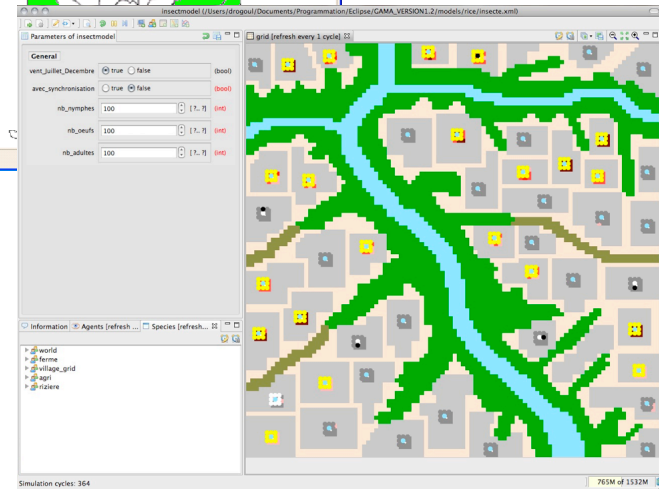 insectmodel (/Users/drogoul/Documents/Programmation/Eclipse/GAMA_VERSION1.2/models/rice/insecte.xml)
Parameters of insectmodel
grid [refresh every 1 cycle]
General
vent_Juillet_Decembre true false (bool)
avec_synchronisation true false (bool)
nb_nymphes 100 [ ?.. ?] (int)
nb_oeufs 100 [ ?.. ?] (int)
nb_adultes 100 [ ?.. ?] (int)
Information Agents [refresh ... Species [refresh...
world
ferme
village_grid
agri
riziere
Simulation cycles: 364
765M of 1532M